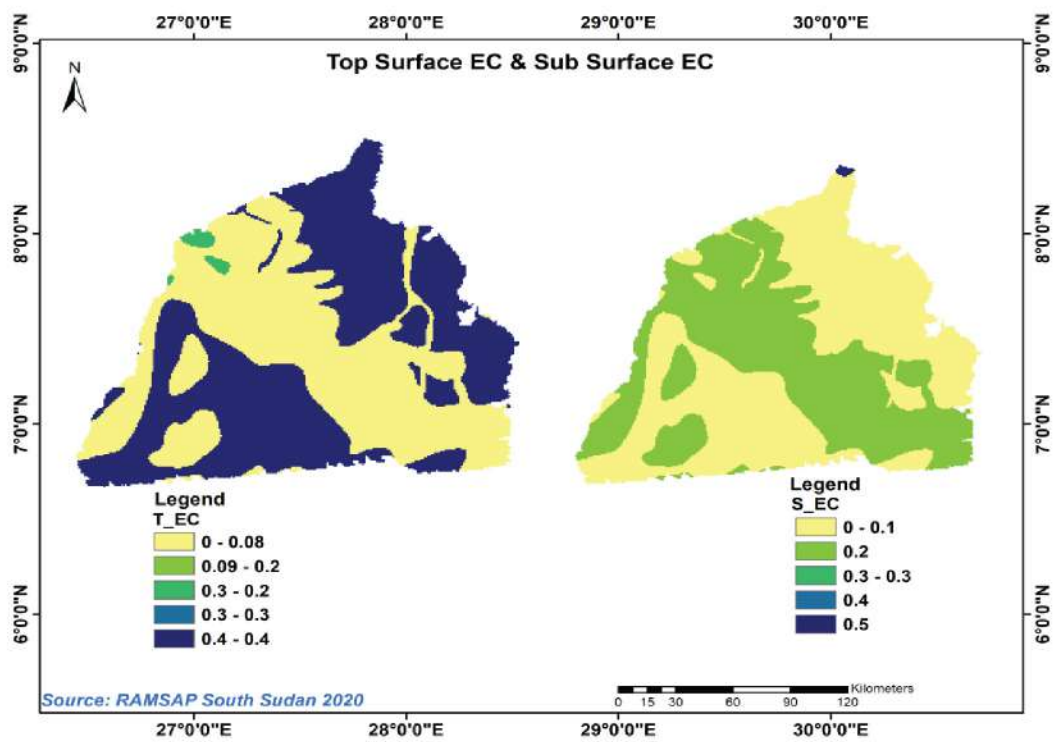 27°0'0"E 28°0'0"E 29°0'0"E 30°0'0"E
9°0'0"N 9°0'0"N
Top Surface EC & Sub Surface EC
N
8°0'0"N 8°0'0"N
7°0'0"N 7°0'0"N
Legend
T_EC
0 - 0.08
0.09 - 0.2
0.3 - 0.2
0.3 - 0.3
0.4 - 0.4
Legend
S_EC
0 - 0.1
0.2
0.3 - 0.3
0.4
0.5
6°0'0"N 6°0'0"N
Source: RAMSAP South Sudan 2020
Kilometers
0 15 30 60 90 120
27°0'0"E 28°0'0"E 29°0'0"E 30°0'0"E